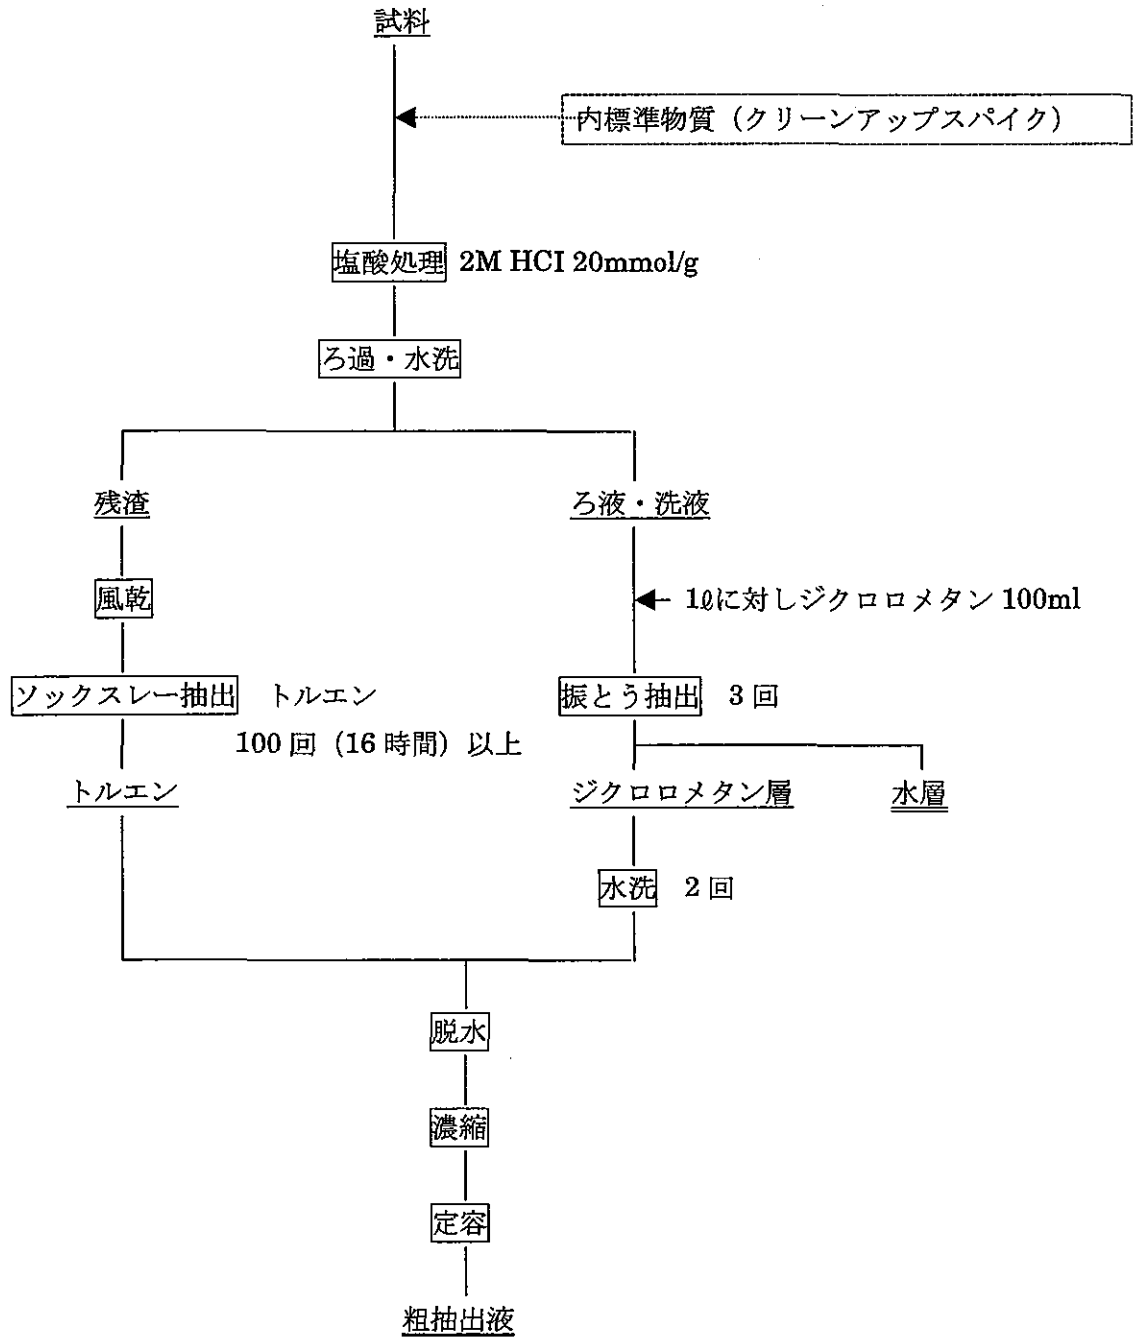 試料
内標準物質（クリーンアップスパイク）
塩酸処理 2M HCl 20mmol/g
ろ過・水洗
残渣 ろ液・洗液
風乾 1ℓに対しジクロロメタン 100ml
ソックスレー抽出 トルエン 振とう抽出 3回
100回（16時間）以上
トルエン ジクロロメタン層 水層
水洗 2回
脱水
濃縮
定容
粗抽出液